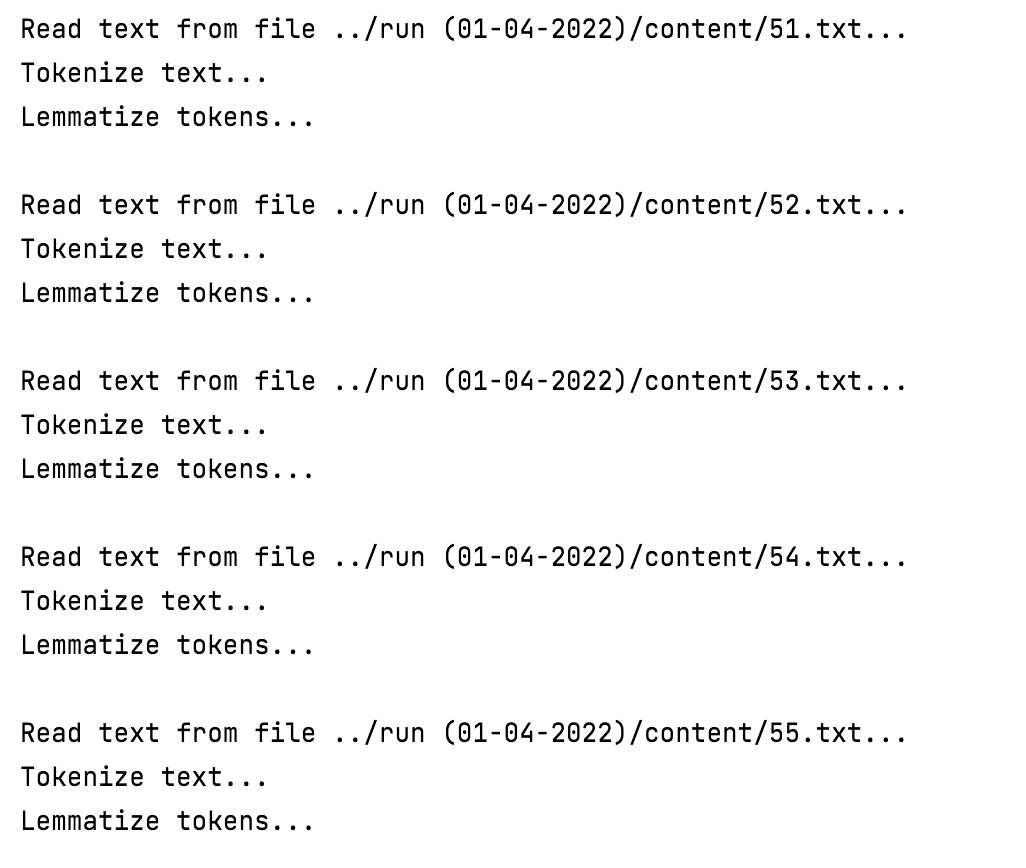 Read text from file ../run (01-04-2022)/content/51.txt...
Tokenize text...
Lemmatize tokens...

Read text from file ../run (01-04-2022)/content/52.txt...
Tokenize text...
Lemmatize tokens...

Read text from file ../run (01-04-2022)/content/53.txt...
Tokenize text...
Lemmatize tokens...

Read text from file ../run (01-04-2022)/content/54.txt...
Tokenize text...
Lemmatize tokens...

Read text from file ../run (01-04-2022)/content/55.txt...
Tokenize text...
Lemmatize tokens...